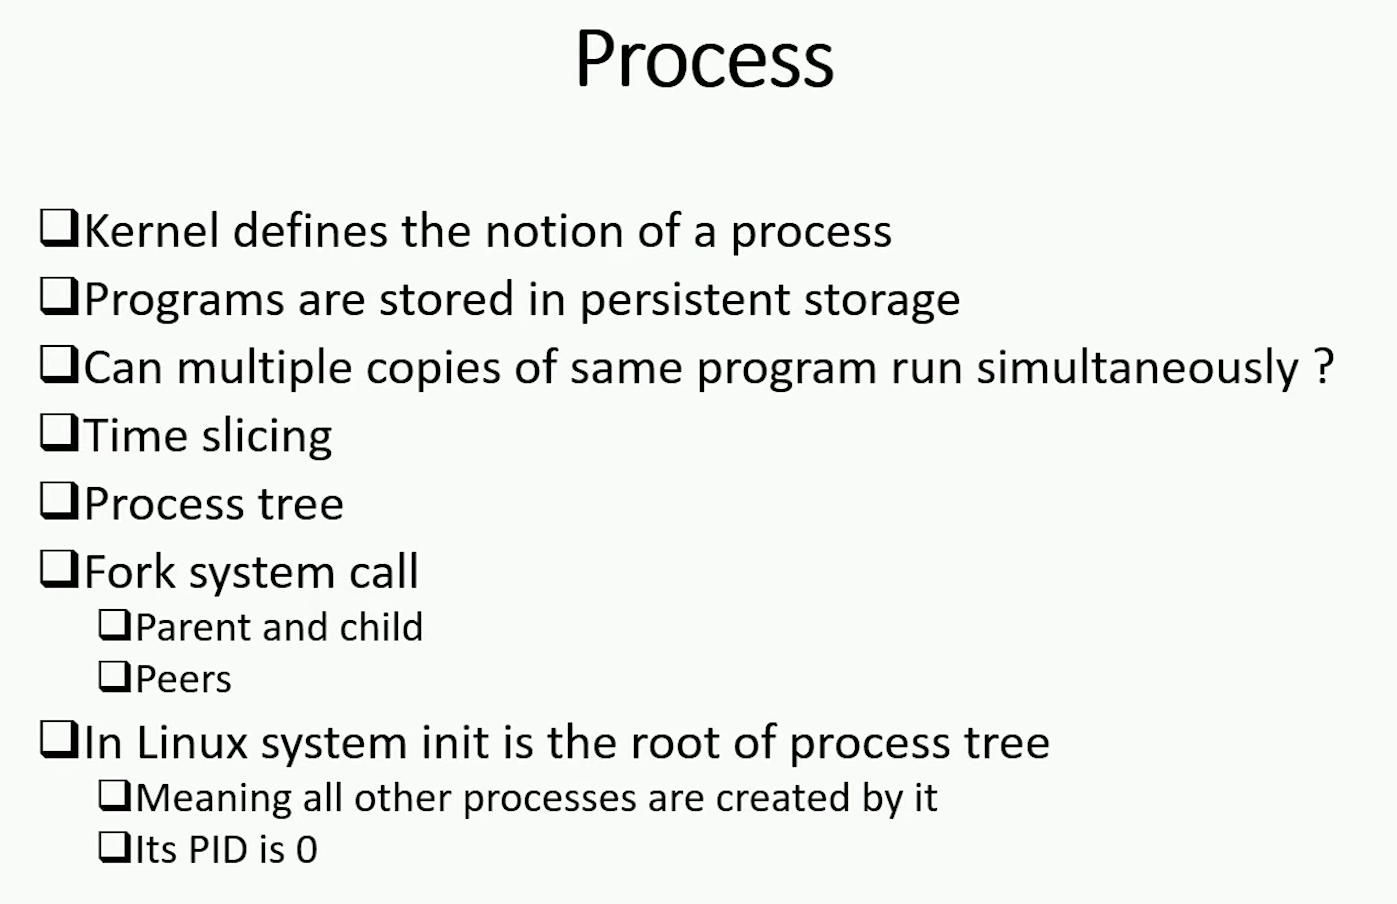 Process
Kernel defines the notion of a process
Programs are stored in persistent storage
Can multiple copies of same program run simultaneously ?
Time slicing
Process tree
Fork system call
Parent and child
Peers
In Linux system init is the root of process tree
Meaning all other processes are created by it
Its PID is 0